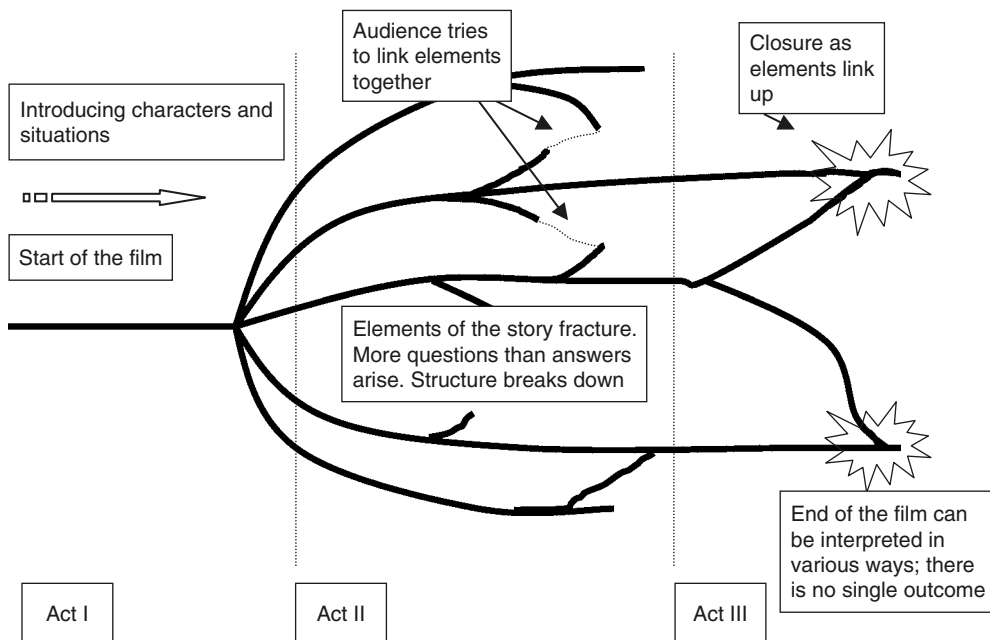 Audience tries
to link elements
together
Closure as
elements link
up
Introducing characters and
situations
Start of the film
Elements of the story fracture.
More questions than answers
arise. Structure breaks down
End of the film can
be interpreted in
various ways; there
is no single outcome
Act I
Act II
Act III